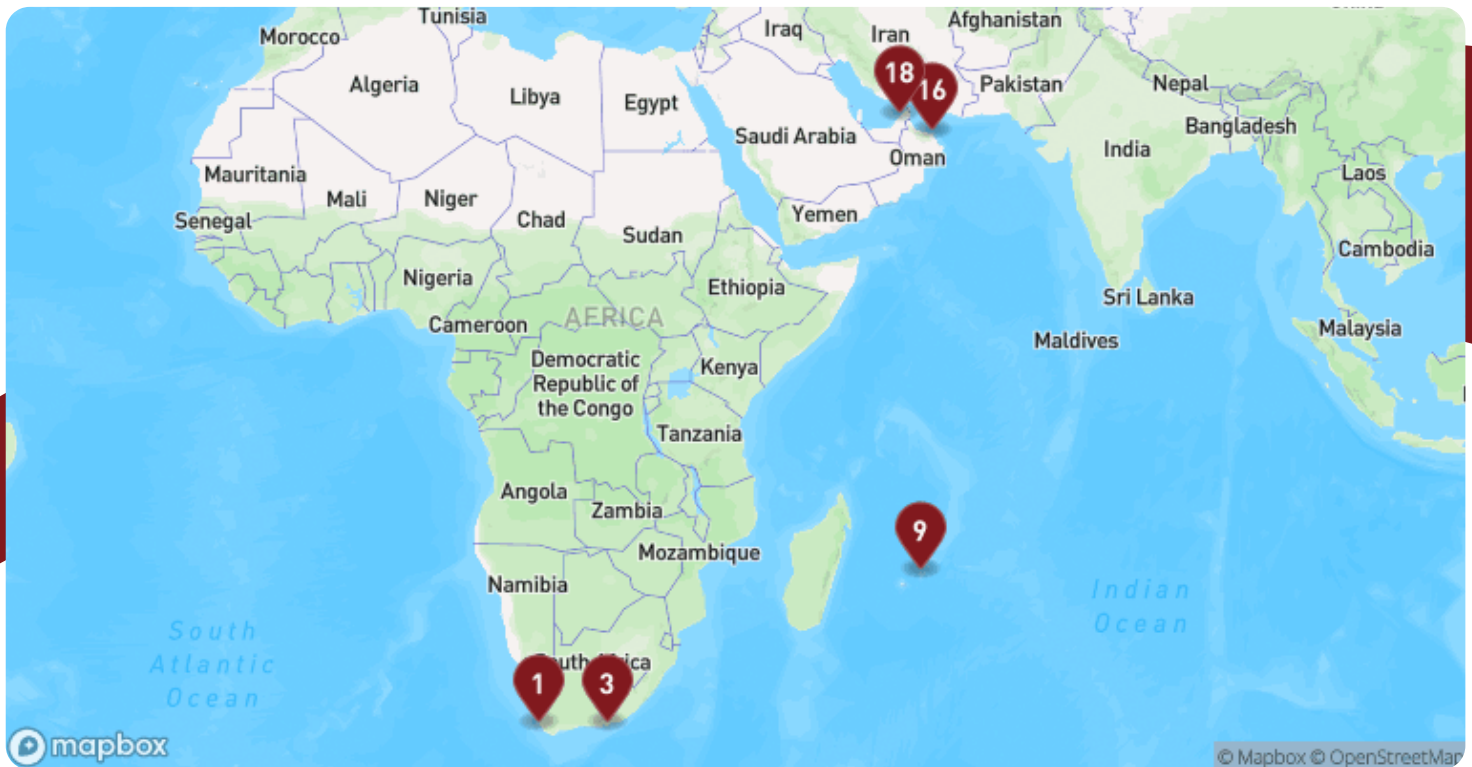 Tunisia
Afghanistan
Morocco
Iraq
Iran
18
16
Algeria
Libya
Egypt
Pakistan
Nepal
Saudi Arabia
Bangladesh
India
Oman
Mauritania
Mali
Niger
Laos
Senegal
Chad
Yemen
Sudan
Cambodia
Nigeria
Ethiopia
Sri Lanka
Cameroon
AFRICA
Malaysia
Maldives
Democratic
Republic of
the Congo
Kenya
Tanzania
Angola
Zambia
9
Mozambique
Namibia
Indian
Ocean
South
Atlantic
Ocean
South Africa
1
3
mapbox
© Mapbox © OpenStreetMap